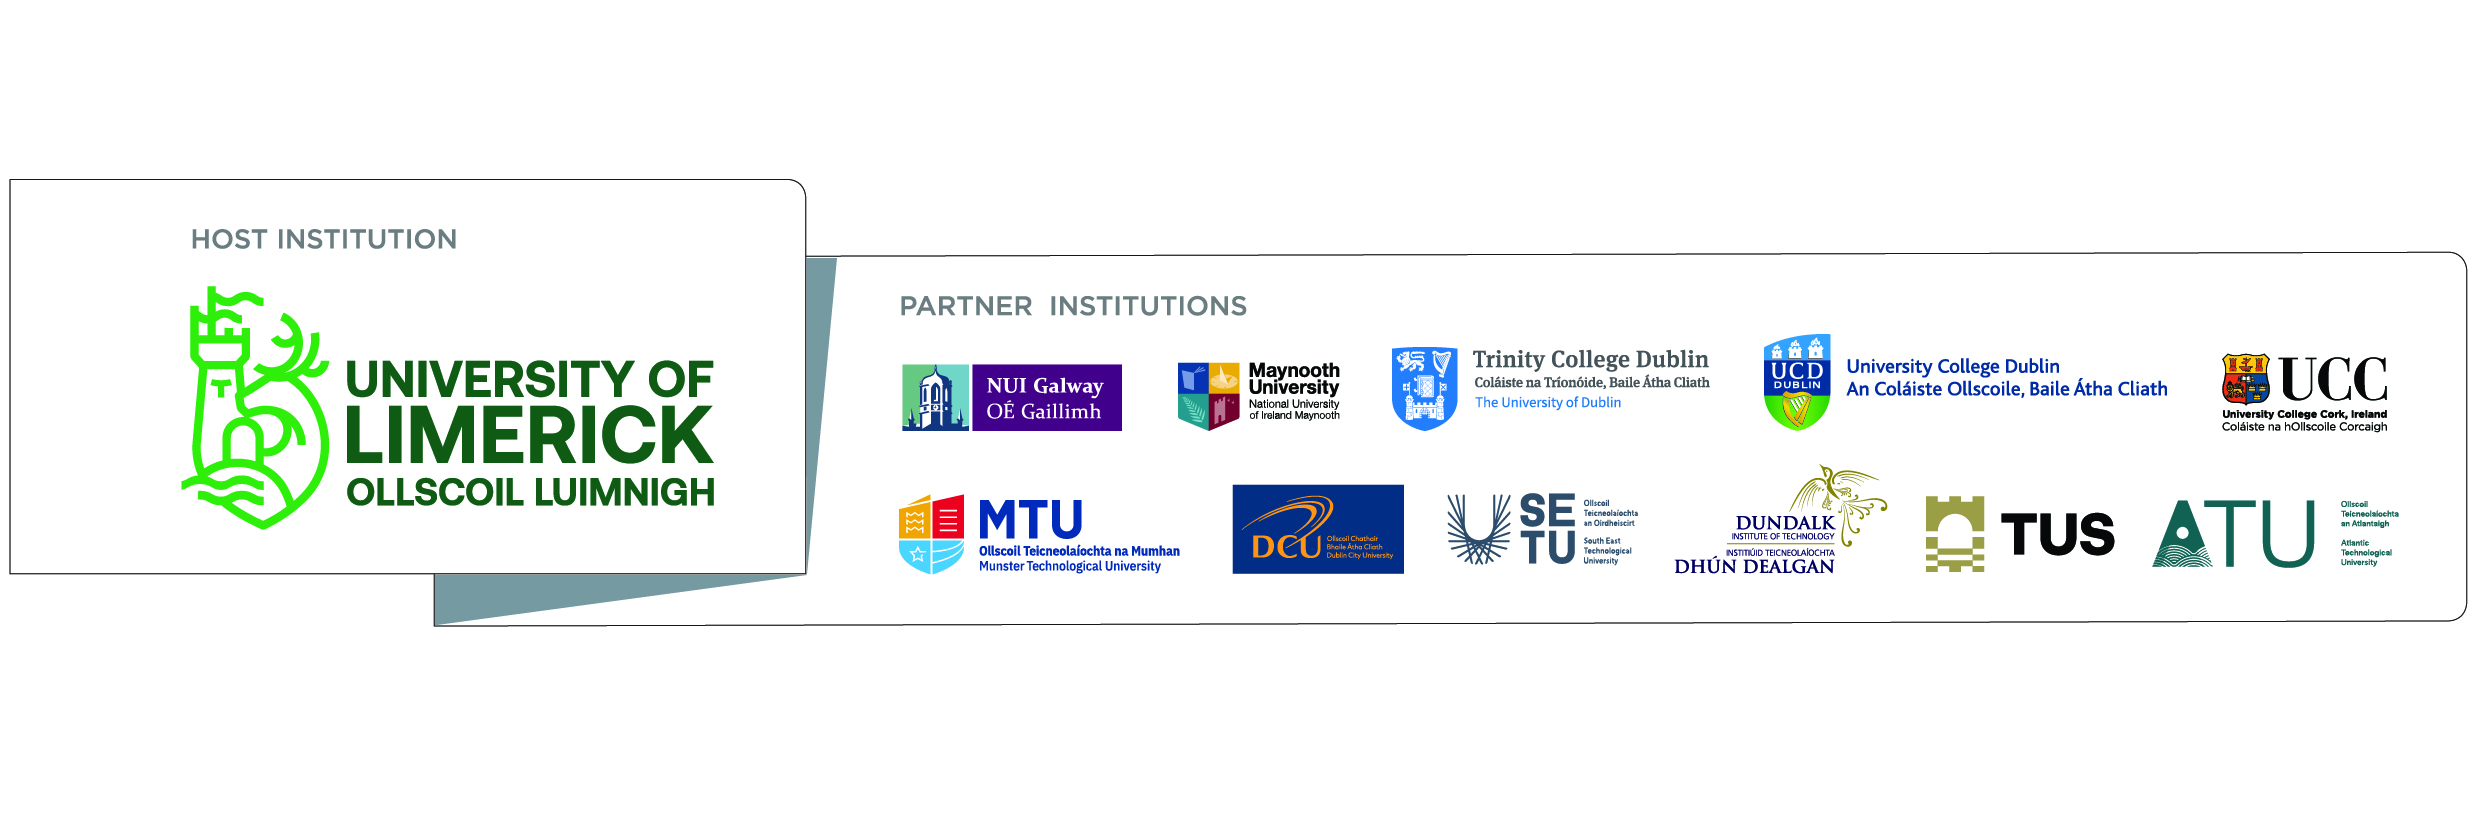 HOST INSTITUTION
UNIVERSITY OF
LIMERICK
OLLSCOIL LUIMNIGH
PARTNER INSTITUTIONS
NUI Galway
OÉ Gaillimh
Maynooth
University
National University
of Ireland Maynooth
Trinity College Dublin
Coláiste na Tríonóide, Baile Átha Cliath
The University of Dublin
UCD
DUBLIN
University College Dublin
An Coláiste Ollscoile, Baile Átha Cliath
UCC
University College Cork, Ireland
Coláiste na hOllscoile Corcaigh
MTU
Ollscoil Teicneolaíochta na Mumhan
Munster Technological University
DCU
Ollscoil Chathair
Bhaile Átha Cliath
Dublin City University
SE
TU
Ollscoil
Teicneolaíochta
an Oirdheiscirt
South East
Technological
University
DUNDALK
INSTITUTE OF TECHNOLOGY
INSTITIÚID TEICNEOLAÍOCHTA
DHÚN DEALGAN
TUS
ATU
Ollscoil
Teicneolaíochta
an Atlantaigh
Atlantic
Technological
University